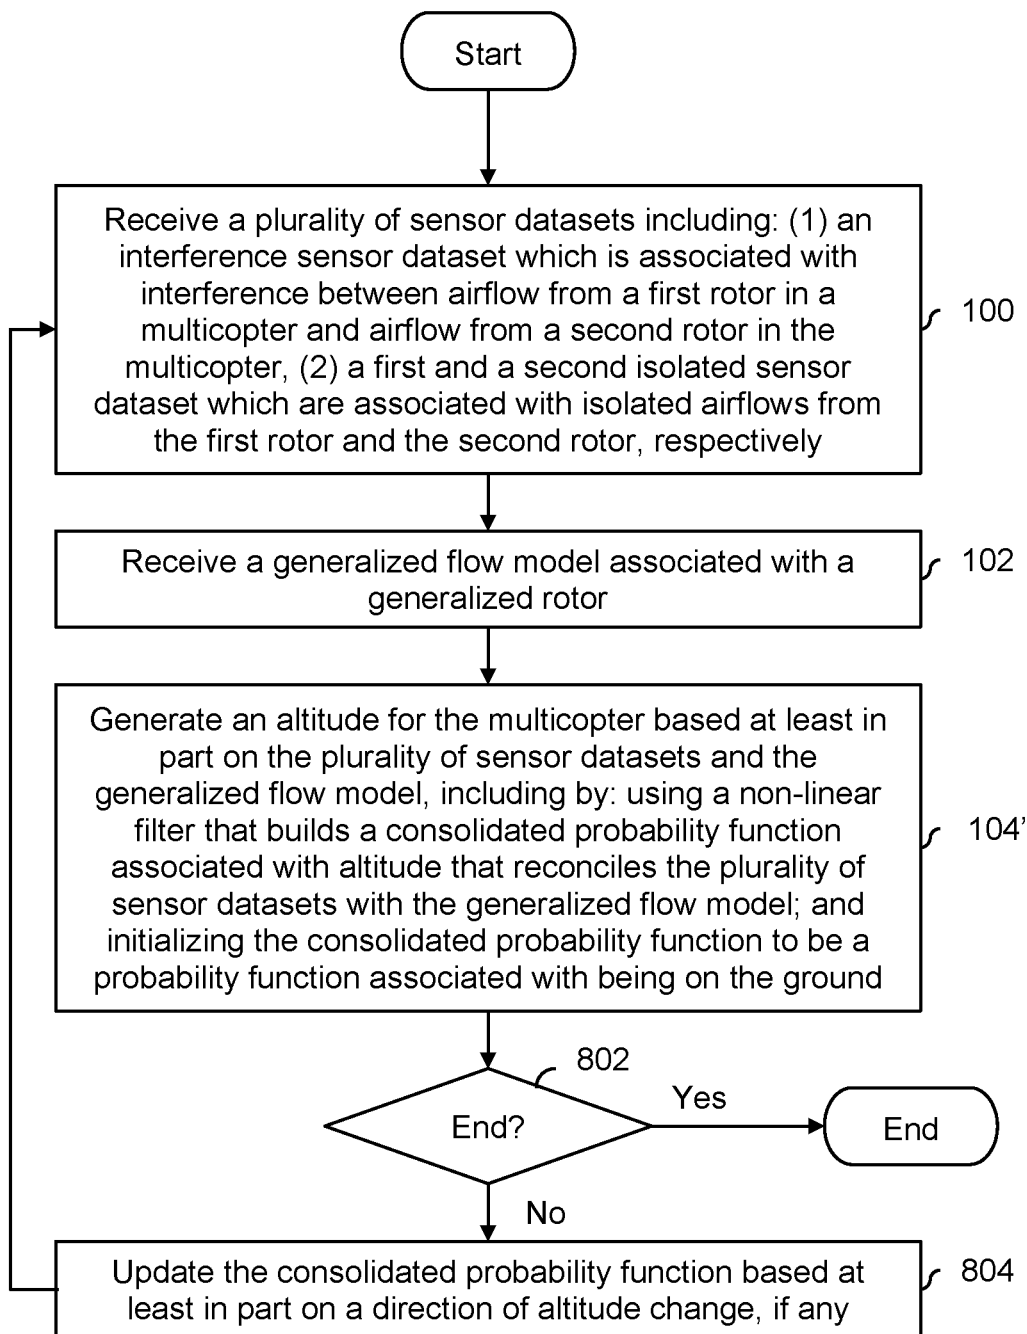 Start
Receive a plurality of sensor datasets including: (1) an
interference sensor dataset which is associated with
interference between airflow from a first rotor in a
multicopter and airflow from a second rotor in the
multicopter, (2) a first and a second isolated sensor
dataset which are associated with isolated airflows from
the first rotor and the second rotor, respectively
100
Receive a generalized flow model associated with a
generalized rotor
102
Generate an altitude for the multicopter based at least in
part on the plurality of sensor datasets and the
generalized flow model, including by: using a non-linear
filter that builds a consolidated probability function
associated with altitude that reconciles the plurality of
sensor datasets with the generalized flow model; and
initializing the consolidated probability function to be a
probability function associated with being on the ground
104'
802
End?
Yes
End
No
Update the consolidated probability function based at
least in part on a direction of altitude change, if any
804